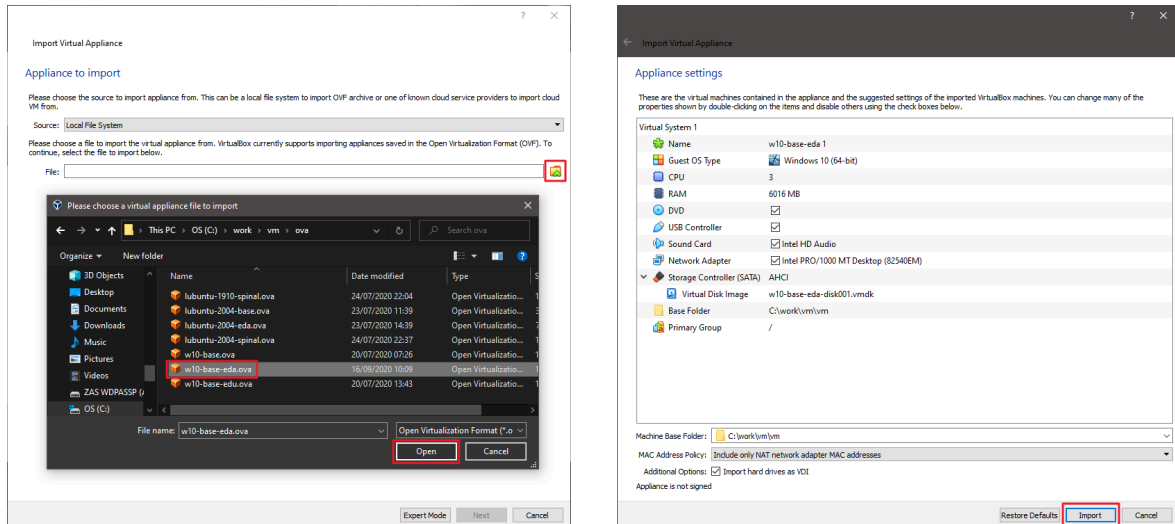 Import Virtual Appliance
Appliance to import
Please choose the source to import appliance from. This can be a local file system to import OVF archive or one of known cloud service providers to import cloud
VM from.
Source: Local File System
Please choose a file to import the virtual appliance from. VirtualBox currently supports importing appliances saved in the Open Virtualization Format (OVF). To
continue, select the file to import below.
File:
Please choose a virtual appliance file to import
This PC › OS (C:) › work › vm › ova
Search ova
Organize
New folder
3D Objects
Desktop
Documents
Downloads
Music
Pictures
Videos
ZAS WDPASSP (
OS (C:)
Name Date modified Type S
lubuntu-1910-spinal.ova 24/07/2020 22:04 Open Virtualizatio... 1
lubuntu-2004-base.ova 23/07/2020 11:39 Open Virtualizatio...
lubuntu-2004-eda.ova 23/07/2020 14:39 Open Virtualizatio...
lubuntu-2004-spinal.ova 24/07/2020 22:37 Open Virtualizatio... 1
w10-base.ova 20/07/2020 07:26 Open Virtualizatio... 1
w10-base-eda.ova 16/09/2020 10:09 Open Virtualizatio... 1
w10-base-edu.ova 20/07/2020 13:43 Open Virtualizatio... 1
File name: w10-base-eda.ova
Open Virtualization Format (*.o
Open Cancel
Expert Mode Next Cancel
Import Virtual Appliance
Appliance settings
These are the virtual machines contained in the appliance and the suggested settings of the imported VirtualBox machines. You can change many of the
properties shown by double-clicking on the items and disable others using the check boxes below.
Virtual System 1
Name w10-base-eda 1
Guest OS Type Windows 10 (64-bit)
CPU 3
RAM 6016 MB
DVD
USB Controller
Sound Card Intel HD Audio
Network Adapter Intel PRO/1000 MT Desktop (82540EM)
Storage Controller (SATA) AHCI
Virtual Disk Image w10-base-eda-disk001.vmdk
Base Folder C:\work\vm\vm
Primary Group /
Machine Base Folder: C:\work\vm\vm
MAC Address Policy: Include only NAT network adapter MAC addresses
Additional Options: Import hard drives as VDI
Appliance is not signed
Restore Defaults Import Cancel